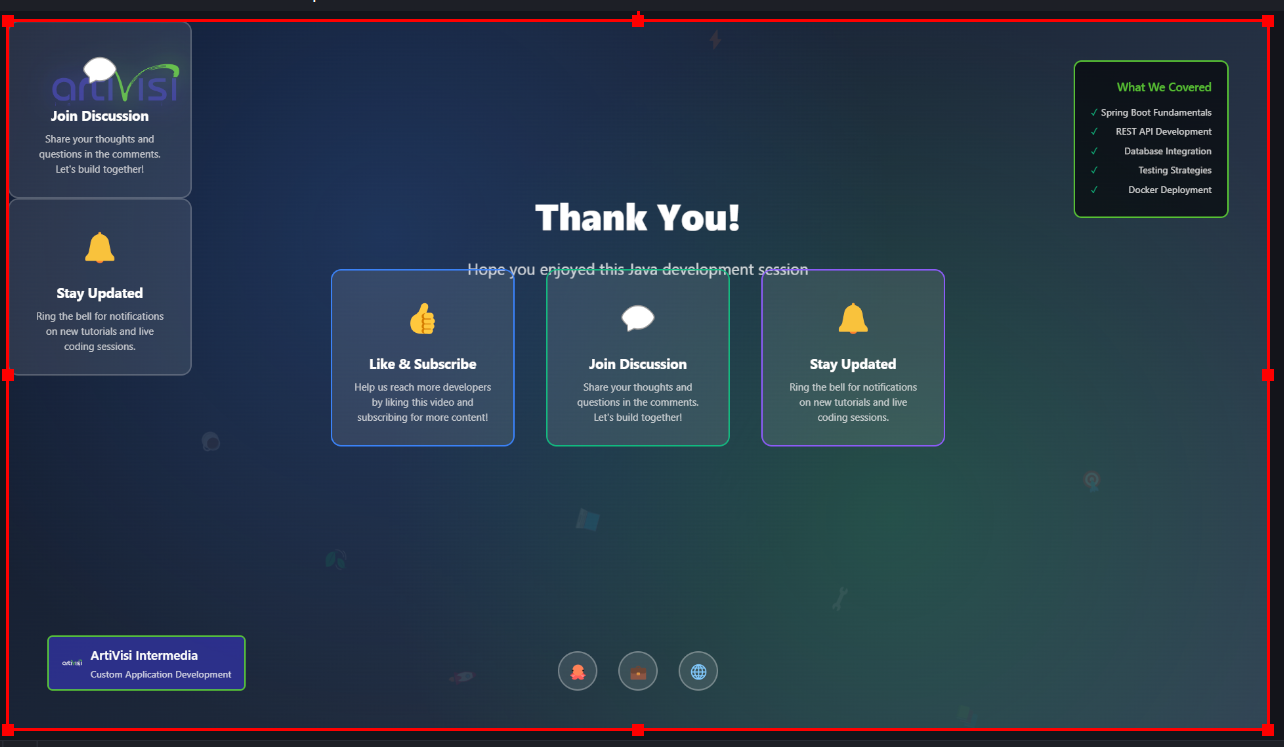 artivisi
Join Discussion
Share your thoughts and
questions in the comments.
Let's build together!
Stay Updated
Ring the bell for notifications
on new tutorials and live
coding sessions.
What We Covered
✓ Spring Boot Fundamentals
✓ REST API Development
✓ Database Integration
✓ Testing Strategies
✓ Docker Deployment
Thank You!
Hope you enjoyed this Java development session
Like & Subscribe
Help us reach more developers
by liking this video and
subscribing for more content!
Join Discussion
Share your thoughts and
questions in the comments.
Let's build together!
Stay Updated
Ring the bell for notifications
on new tutorials and live
coding sessions.
artivisi
ArtiVisi Intermedia
Custom Application Development